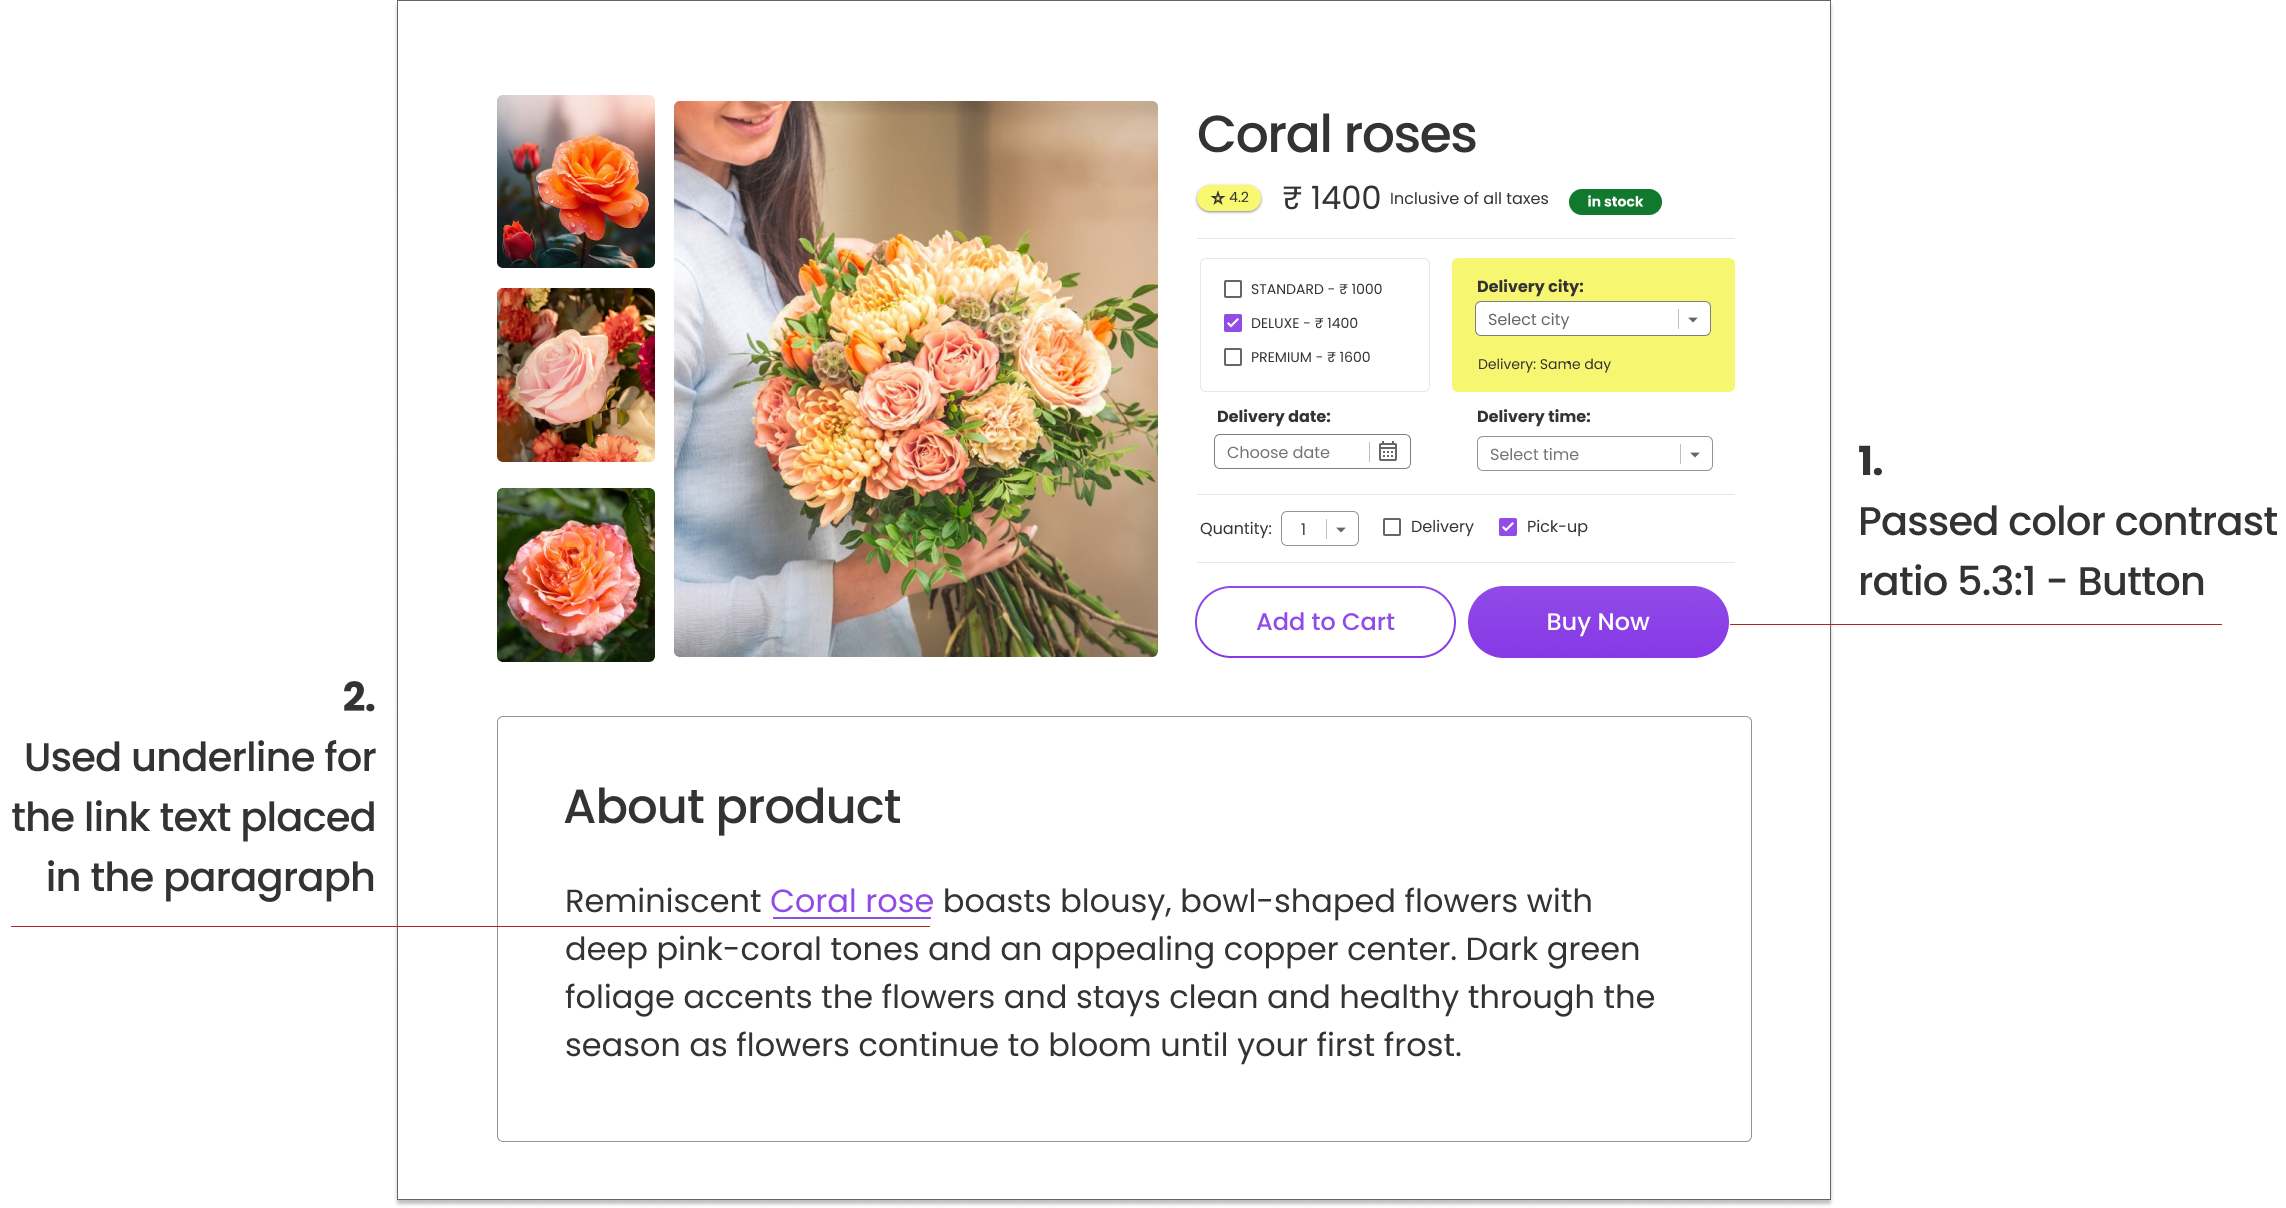 Coral roses
4.2
₹ 1400 Inclusive of all taxes
in stock
STANDARD - ₹ 1000
DELUXE - ₹ 1400
PREMIUM - ₹ 1600
Delivery city:
Select city
Delivery: Same day
Delivery date:
Choose date
Delivery time:
Select time
Quantity: 1
Delivery
Pick-up
Add to Cart
Buy Now
1.
Passed color contrast
ratio 5.3:1 - Button
2.
Used underline for
the link text placed
in the paragraph
About product
Reminiscent Coral rose boasts blousy, bowl-shaped flowers with
deep pink-coral tones and an appealing copper center. Dark green
foliage accents the flowers and stays clean and healthy through the
season as flowers continue to bloom until your first frost.